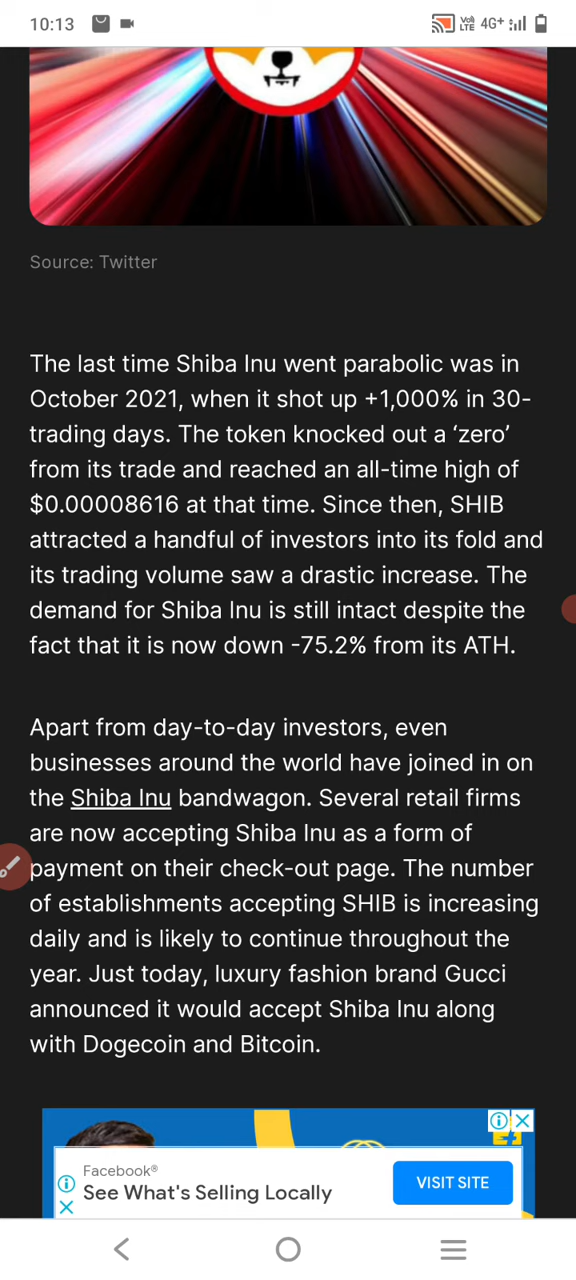 10:13
Vo) LTE 4G+
Source: Twitter
The last time Shiba Inu went parabolic was in
October 2021, when it shot up +1,000% in 30-
trading days. The token knocked out a ‘zero’
from its trade and reached an all-time high of
$0.00008616 at that time. Since then, SHIB
attracted a handful of investors into its fold and
its trading volume saw a drastic increase. The
demand for Shiba Inu is still intact despite the
fact that it is now down -75.2% from its ATH.
Apart from day-to-day investors, even
businesses around the world have joined in on
the Shiba Inu bandwagon. Several retail firms
are now accepting Shiba Inu as a form of
payment on their check-out page. The number
of establishments accepting SHIB is increasing
daily and is likely to continue throughout the
year. Just today, luxury fashion brand Gucci
announced it would accept Shiba Inu along
with Dogecoin and Bitcoin.
Facebook®
See What's Selling Locally
VISIT SITE